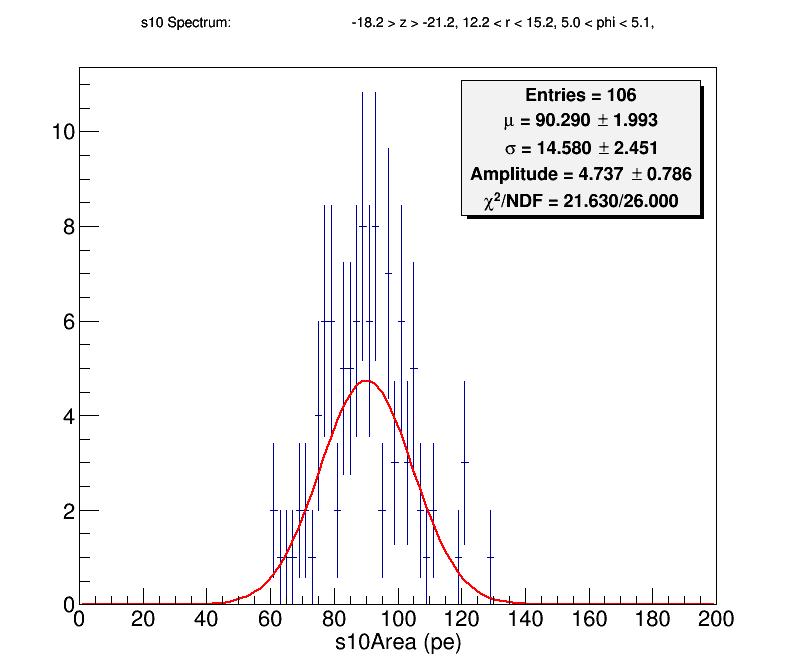 s10 Spectrum: -18.2 > z > -21.2, 12.2 < r < 15.2, 5.0 < phi < 5.1,
Entries = 106
μ = 90.290 ± 1.993
σ = 14.580 ± 2.451
Amplitude = 4.737 ± 0.786
χ²/NDF = 21.630/26.000
10
8
6
4
2
0
0 20 40 60 80 100 120 140 160 180 200
s10Area (pe)